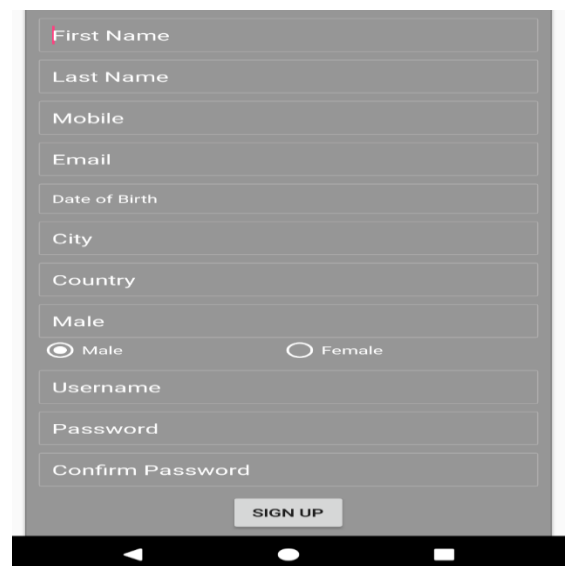 First Name
Last Name
Mobile
Email
Date of Birth
City
Country
Male
Male Female
Username
Password
Confirm Password
SIGN UP